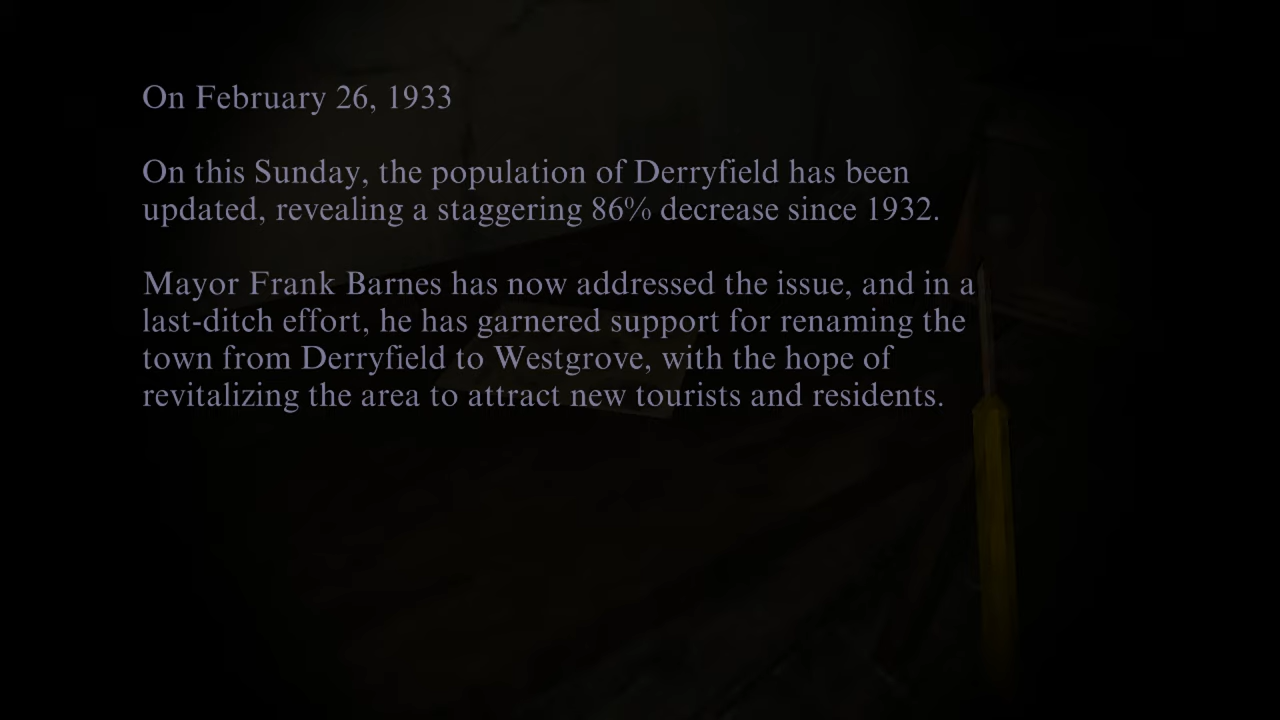 On February 26, 1933
On this Sunday, the population of Derryfield has been
updated, revealing a staggering 86% decrease since 1932.
Mayor Frank Barnes has now addressed the issue, and in a
last-ditch effort, he has garnered support for renaming the
town from Derryfield to Westgrove, with the hope of
revitalizing the area to attract new tourists and residents.